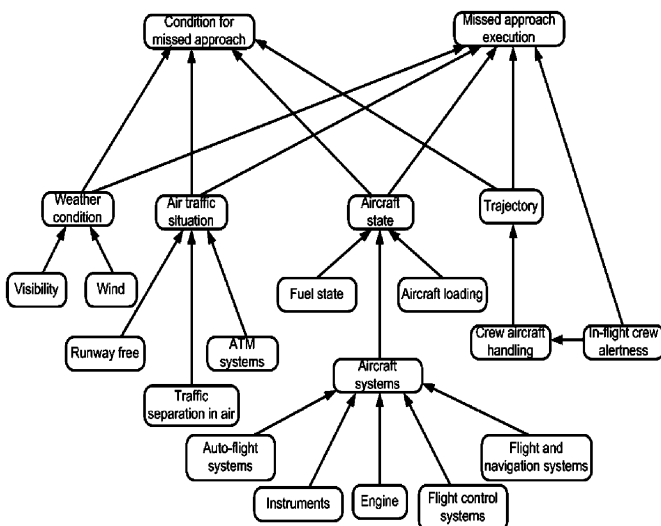 Condition for
missed approach
Missed approach
execution
Weather
condition
Air traffic
situation
Aircraft
state
Trajectory
Visibility
Wind
Fuel state
Aircraft loading
Runway free
ATM
systems
Crew aircraft
handling
In-flight crew
alertness
Traffic
separation in air
Aircraft
systems
Auto-flight
systems
Flight and
navigation systems
Instruments
Engine
Flight control
systems